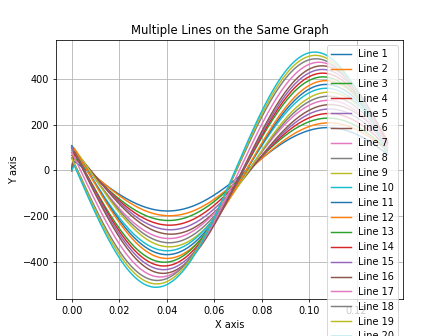 Multiple Lines on the Same Graph
Y axis
400
200
0
−200
−400
0.00
0.02
0.04
0.06
0.08
0.10
X axis
Line 1
Line 2
Line 3
Line 4
Line 5
Line 7
Line 8
Line 9
Line 10
Line 11
Line 12
Line 13
Line 14
Line 15
Line 16
Line 17
Line 18
Line 19
Line 20